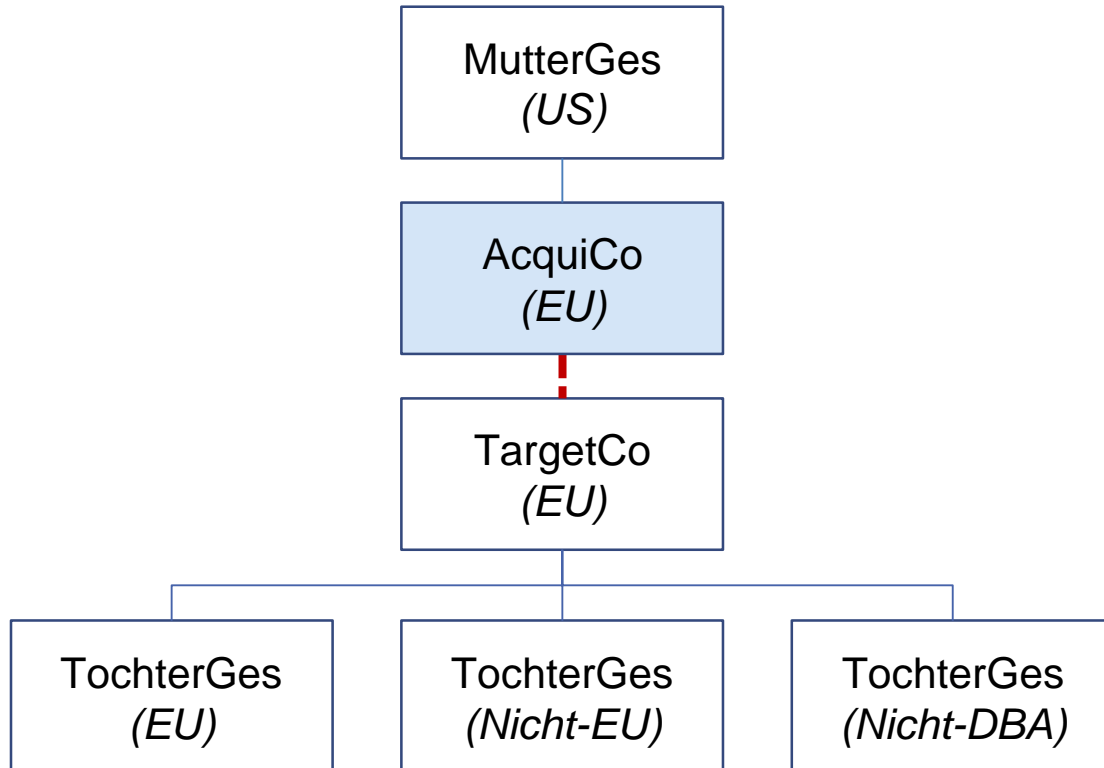 MutterGes
(US)
AcquiCo
(EU)
TargetCo
(EU)
TochterGes
(EU)
TochterGes
(Nicht-EU)
TochterGes
(Nicht-DBA)